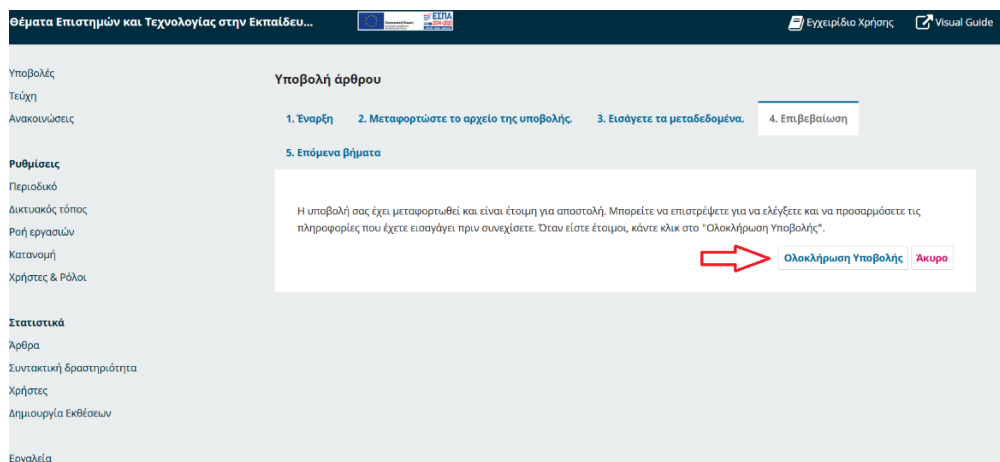 Θέματα Επιστημών και Τεχνολογίας στην Εκπαίδευ...
ΕΣΠΑ
2014-2020
Εγχειρίδιο Χρήσης
Visual Guide
Υποβολές
Τεύχη
Ανακοινώσεις
Ρυθμίσεις
Περιοδικό
Δικτυακός τόπος
Ροή εργασιών
Κατανομή
Χρήστες & Ρόλοι
Στατιστικά
Άρθρα
Συντακτική δραστηριότητα
Χρήστες
Δημιουργία Εκθέσεων
Εργαλεία
Υποβολή άρθρου
1. Έναρξη 2. Μεταφορτώστε το αρχείο της υποβολής. 3. Εισάγετε τα μεταδεδομένα. 4. Επιβεβαίωση
5. Επόμενα βήματα
Η υποβολή σας έχει μεταφορτωθεί και είναι έτοιμη για αποστολή. Μπορείτε να επιστρέψετε για να ελέγξετε και να προσαρμόσετε τις
πληροφορίες που έχετε εισαγάγει πριν συνεχίσετε. Όταν είστε έτοιμοι, κάντε κλικ στο "Ολοκλήρωση Υποβολής".
Ολοκλήρωση Υποβολής Άκυρο